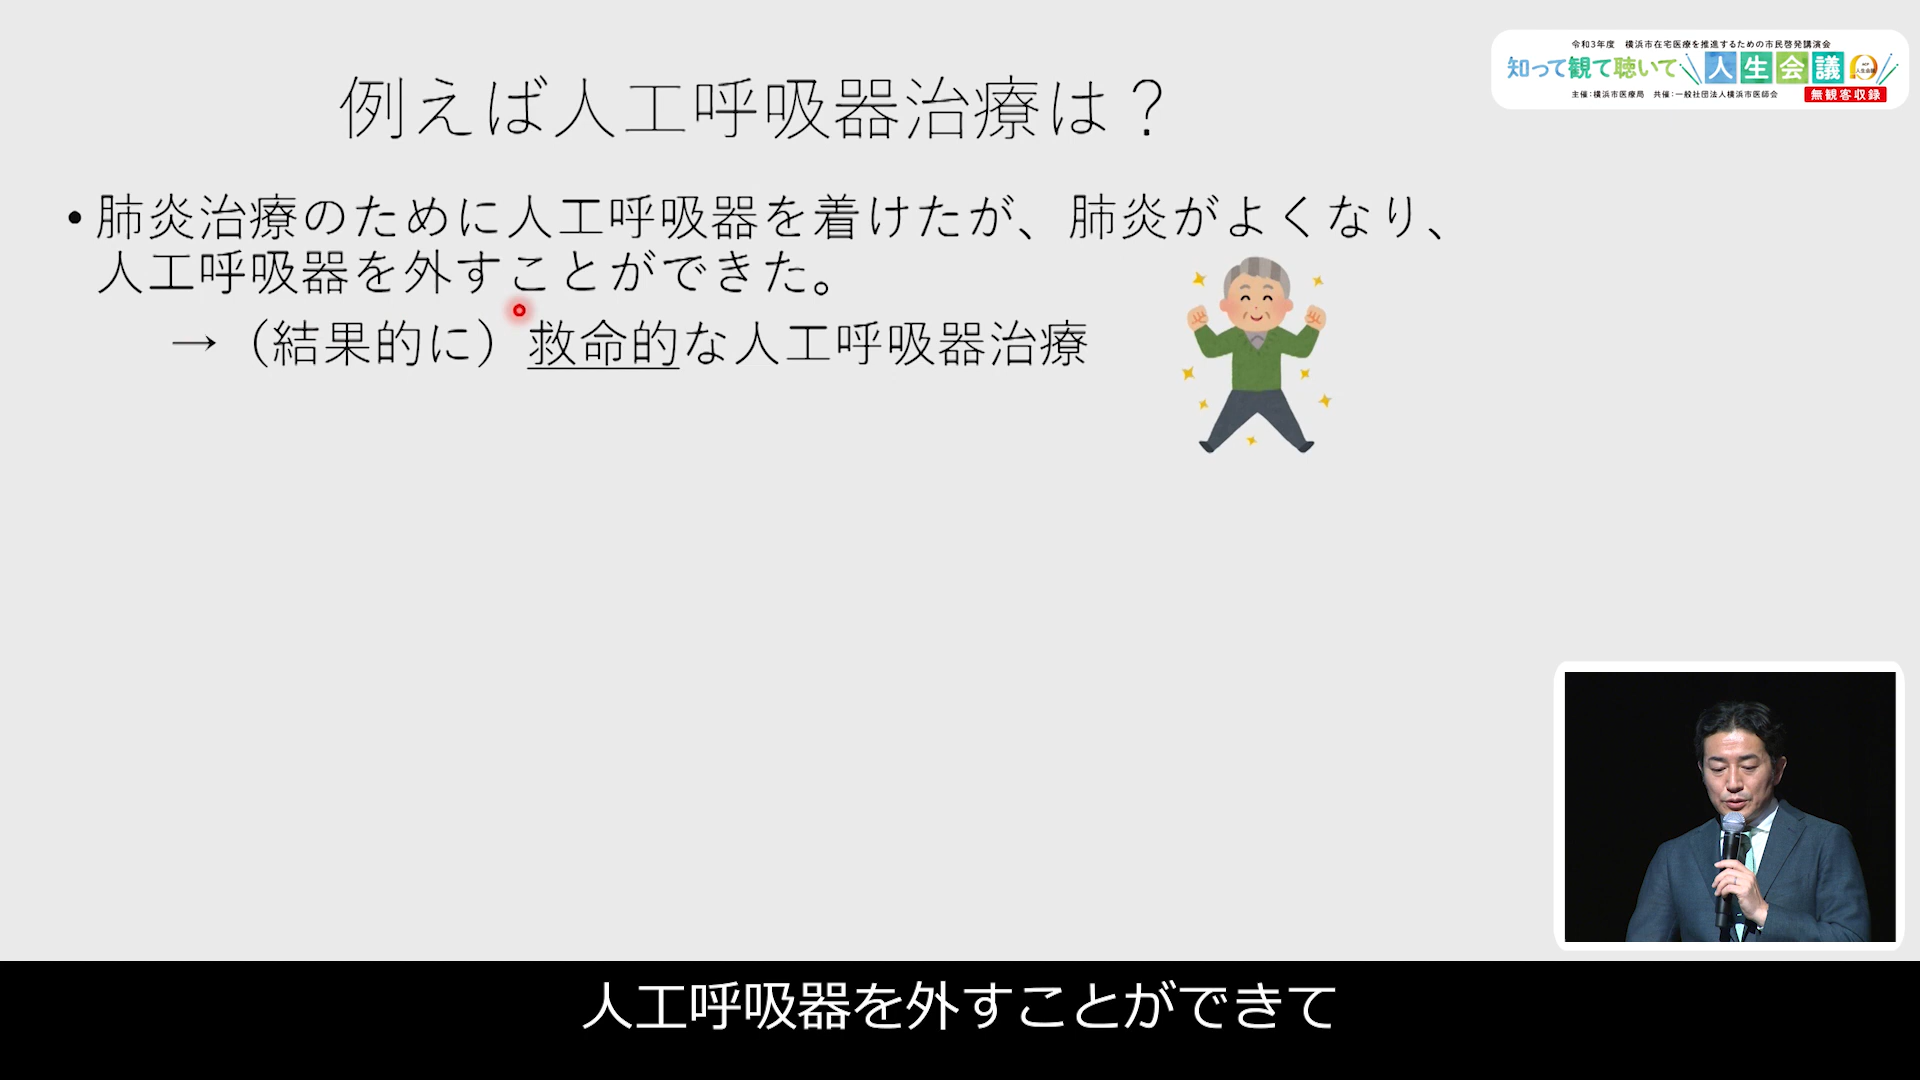 例えば人工呼吸器治療は？
令和3年度　横浜市在宅医療を推進するための市民啓発講演会
知って観て聴いて 人生会議
主催：横浜市医療局　共催：一般社団法人横浜市医師会
無観客収録
•肺炎治療のために人工呼吸器を着けたが、肺炎がよくなり、
人工呼吸器を外すことができた。
→（結果的に）救命的な人工呼吸器治療
人工呼吸器を外すことができて